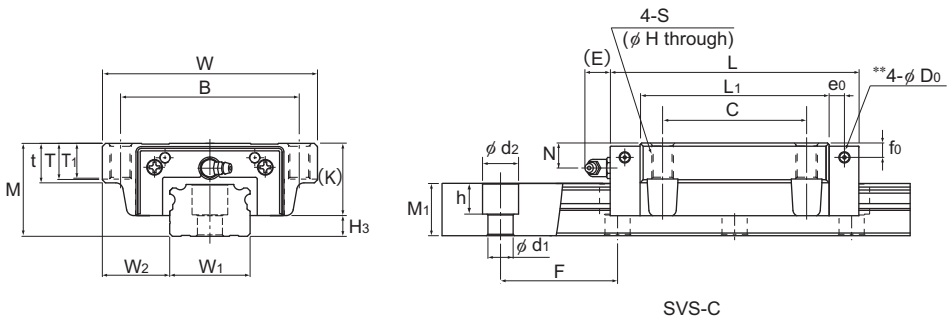 W
B
t T T1
M
(K)
H3
W2 W1
4-S
(φ H through)
(E)
L
L1
e0
**4-φ D0
C
N
f0
φ d2
h
M1
φ d1
F
SVS-C